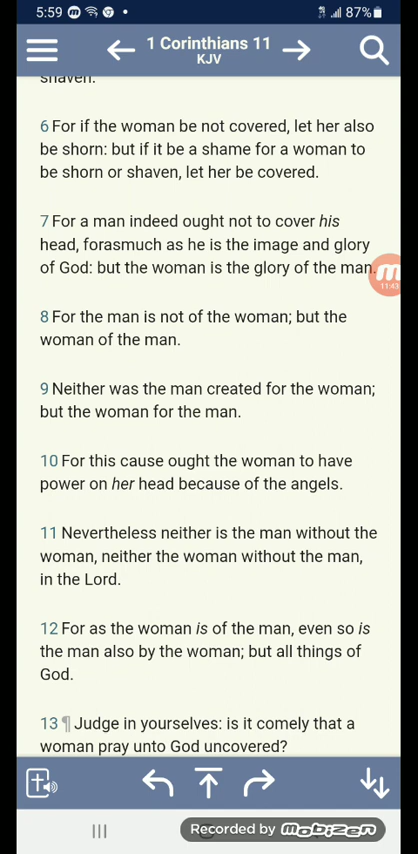 5:59 87%
1 Corinthians 11
KJV
shaven.
6 For if the woman be not covered, let her also
be shorn: but if it be a shame for a woman to
be shorn or shaven, let her be covered.
7 For a man indeed ought not to cover his
head, forasmuch as he is the image and glory
of God: but the woman is the glory of the man.
11:43
8 For the man is not of the woman; but the
woman of the man.
9 Neither was the man created for the woman;
but the woman for the man.
10 For this cause ought the woman to have
power on her head because of the angels.
11 Nevertheless neither is the man without the
woman, neither the woman without the man,
in the Lord.
12 For as the woman is of the man, even so is
the man also by the woman; but all things of
God.
13 ¶ Judge in yourselves: is it comely that a
woman pray unto God uncovered?
Recorded by mobizen